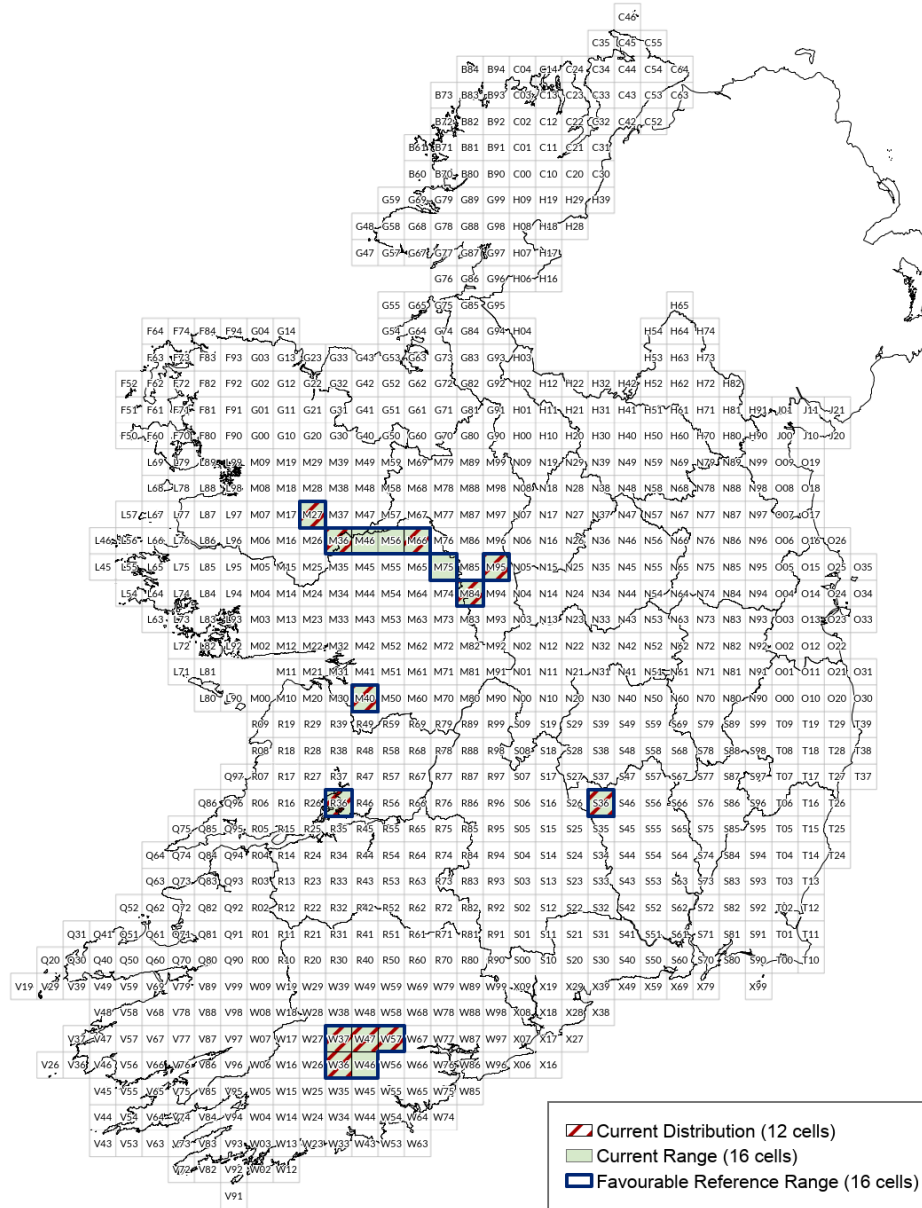 C46
C35 C45 C55
B84 B94 C04 C14 C24 C34 C44 C54 C64
B73 B83 B93 C03 C13 C23 C33 C43 C53 C63
B72 B82 B92 C02 C12 C22 C32 C42 C52
B61 B71 B81 B91 C01 C11 C21 C31
B60 B70 B80 B90 C00 C10 C20 C30
G59 G69 G79 G89 G99 H09 H19 H29 H39
G48 G58 G68 G78 G88 G98 H08 H18 H28
G47 G57 G67 G77 G87 G97 H07 H17
G76 G86 G96 H06 H16
G55 G65 G75 G85 G95 H65
F64 F74 F84 F94 G04 G14 G54 G64 G74 G84 G94 H04 H54 H64 H74
F63 F73 F83 F93 G03 G13 G23 G33 G43 G53 G63 G73 G83 G93 H03 H53 H63 H73
F52 F62 F72 F82 F92 G02 G12 G22 G32 G42 G52 G62 G72 G82 G92 H02 H12 H22 H32 H42 H52 H62 H72 H82
F51 F61 F71 F81 F91 G01 G11 G21 G31 G41 G51 G61 G71 G81 G91 H01 H11 H21 H31 H41 H51 H61 H71 H81 H91 J01 J11 J21
F50 F60 F70 F80 F90 G00 G10 G20 G30 G40 G50 G60 G70 G80 G90 H00 H10 H20 H30 H40 H50 H60 H70 H80 H90 J00 J10 J20
L69 L79 L89 L99 M09 M19 M29 M39 M49 M59 M69 M79 M89 M99 N09 N19 N29 N39 N49 N59 N69 N79 N89 N99 O09 O19
L68 L78 L88 L98 M08 M18 M28 M38 M48 M58 M68 M78 M88 M98 N08 N18 N28 N38 N48 N58 N68 N78 N88 N98 O08 O18
L57 L67 L77 L87 L97 M07 M17 M27 M37 M47 M57 M67 M77 M87 M97 N07 N17 N27 N37 N47 N57 N67 N77 N87 N97 O07 O17
L46 L56 L66 L76 L86 L96 M06 M16 M26 M36 M46 M56 M66 M76 M86 M96 N06 N16 N26 N36 N46 N56 N66 N76 N86 N96 O06 O16 O26
L45 L55 L65 L75 L85 L95 M05 M15 M25 M35 M45 M55 M65 M75 M85 M95 N05 N15 N25 N35 N45 N55 N65 N75 N85 N95 O05 O15 O25 O35
L54 L64 L74 L84 L94 M04 M14 M24 M34 M44 M54 M64 M74 M84 M94 N04 N14 N24 N34 N44 N54 N64 N74 N84 N94 O04 O14 O24 O34
L63 L73 L83 L93 M03 M13 M23 M33 M43 M53 M63 M73 M83 M93 N03 N13 N23 N33 N43 N53 N63 N73 N83 N93 O03 O13 O23 O33
L72 L82 L92 M02 M12 M22 M32 M42 M52 M62 M72 M82 M92 N02 N12 N22 N32 N42 N52 N62 N72 N82 N92 O02 O12 O22
L71 L81 M11 M21 M31 M41 M51 M61 M71 M81 M91 N01 N11 N21 N31 N41 N51 N61 N71 N81 N91 O01 O11 O21 O31
L80 L90 M00 M10 M20 M30 M40 M50 M60 M70 M80 M90 N00 N10 N20 N30 N40 N50 N60 N70 N80 N90 O00 O10 O20 O30
R09 R19 R29 R39 R49 R59 R69 R79 R89 R99 S09 S19 S29 S39 S49 S59 S69 S79 S89 S99 T09 T19 T29 T39
R08 R18 R28 R38 R48 R58 R68 R78 R88 R98 S08 S18 S28 S38 S48 S58 S68 S78 S88 S98 T08 T18 T28 T38
Q97 R07 R17 R27 R37 R47 R57 R67 R77 R87 R97 S07 S17 S27 S37 S47 S57 S67 S77 S87 S97 T07 T17 T27 T37
Q86 Q96 R06 R16 R26 R36 R46 R56 R66 R76 R86 R96 S06 S16 S26 S36 S46 S56 S66 S76 S86 S96 T06 T16 T26
Q75 Q85 Q95 R05 R15 R25 R35 R45 R55 R65 R75 R85 R95 S05 S15 S25 S35 S45 S55 S65 S75 S85 S95 T05 T15 T25
Q64 Q74 Q84 Q94 R04 R14 R24 R34 R44 R54 R64 R74 R84 R94 S04 S14 S24 S34 S44 S54 S64 S74 S84 S94 T04 T14 T24
Q63 Q73 Q83 Q93 R03 R13 R23 R33 R43 R53 R63 R73 R83 R93 S03 S13 S23 S33 S43 S53 S63 S73 S83 S93 T03 T13
Q52 Q62 Q72 Q82 Q92 R02 R12 R22 R32 R42 R52 R62 R72 R82 R92 S02 S12 S22 S32 S42 S52 S62 S72 S82 S92 T02 T12
Q31 Q41 Q51 Q61 Q71 Q81 Q91 R01 R11 R21 R31 R41 R51 R61 R71 R81 R91 S01 S11 S21 S31 S41 S51 S61 S71 S81 S91 T01 T11
Q20 Q30 Q40 Q50 Q60 Q70 Q80 Q90 R00 R10 R20 R30 R40 R50 R60 R70 R80 R90 S00 S10 S20 S30 S40 S50 S60 S70 S80 S90 T00 T10
V19 V29 V39 V49 V59 V69 V79 V89 V99 W09 W19 W29 W39 W49 W59 W69 W79 W89 W99 X09 X19 X29 X39 X49 X59 X69 X79 X99
V48 V58 V68 V78 V88 V98 W08 W18 W28 W38 W48 W58 W68 W78 W88 W98 X08 X18 X28 X38
V37 V47 V57 V67 V77 V87 V97 W07 W17 W27 W37 W47 W57 W67 W77 W87 W97 X07 X17 X27
V26 V36 V46 V56 V66 V76 V86 V96 W06 W16 W26 W36 W46 W56 W66 W76 W86 W96 X06 X16
V45 V55 V65 V75 V85 V95 W05 W15 W25 W35 W45 W55 W65 W75 W85
V44 V54 V64 V74 V84 V94 W04 W14 W24 W34 W44 W54 W64 W74
V43 V53 V63 V73 V83 V93 W03 W13 W23 W33 W43 W53 W63
V72 V82 V92 W02 W12
V91
Current Distribution (12 cells)
Current Range (16 cells)
Favourable Reference Range (16 cells)